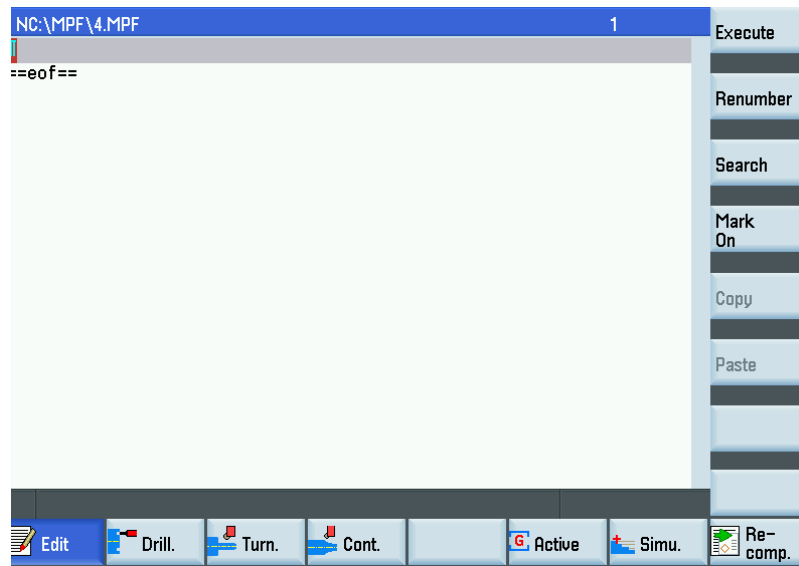 NC:\MPF\4.MPF 1
==eof==
Execute
Renumber
Search
Mark
On
Copy
Paste
Edit
Drill.
Turn.
Cont.
G Active
Simu.
Re-
comp.